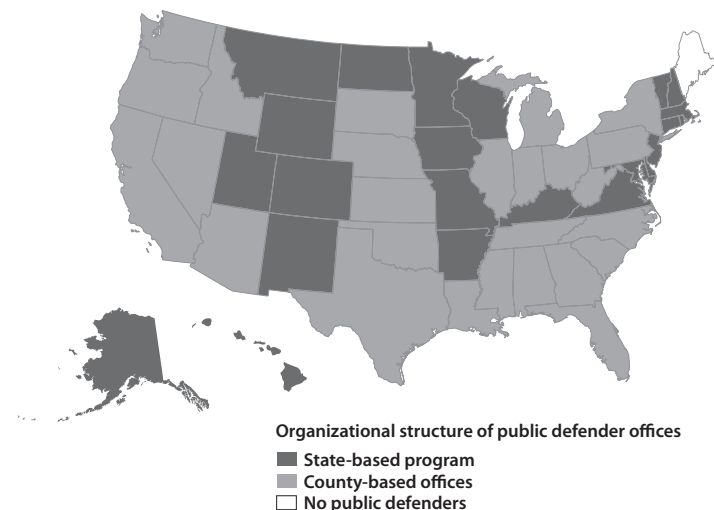 Organizational structure of public defender offices
State-based program
County-based offices
No public defenders